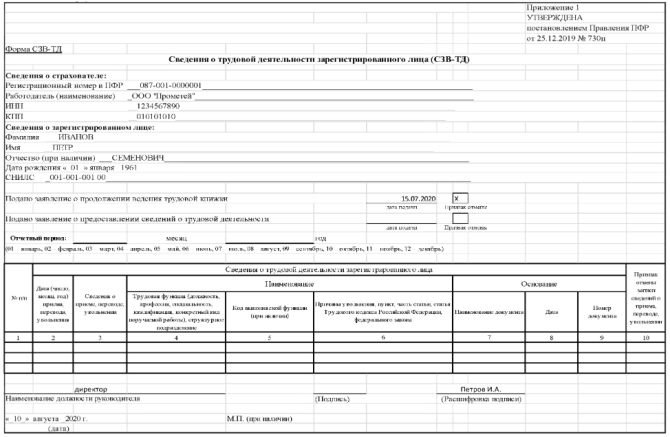 Приложение 1
УТВЕРЖДЕНА
постановлением Правления ПФР
от 25.12.2019 № 730п
Форма СЗВ-ТД
Сведения о трудовой деятельности зарегистрированного лица (СЗВ-ТД)
Сведения о страхователе:
Регистрационный номер в ПФР 087-001-0000001
Работодатель (наименование) ООО "Прометей"
ИНН 1234567890
КПП 010101010
Сведения о зарегистрированном лице:
Фамилия ИВАНОВ
Имя ПЕТР
Отчество (при наличии) СЕМЕНОВИЧ
Дата рождения « 01 » января 1961
СНИЛС 001-001-001 00
Подано заявление о продолжении ведения трудовой книжки 15.07.2020 X
дата подачи Признак отмены
Подано заявление о предоставлении сведений о трудовой деятельности
дата подачи Признак отмены
Отчетный период: месяц год
(01 январь, 02 февраль, 03 март, 04 апрель, 05 май, 06 июнь, 07 июль, 08 август, 09 сентябрь, 10 октябрь, 11 ноябрь, 12 декабрь)
№ п/п
Дата (число, месяц, год) приема, перевода, увольнения
Сведения о приеме, переводе, увольнении
Сведения о трудовой деятельности зарегистрированного лица
Наименование
Трудовая функция (должность, профессия, специальность, квалификация, конкретный вид поручаемой работы), структурное подразделение
Код выполняемой функции (при наличии)
Причины увольнения, пункт, часть статьи, статья Трудового кодекса Российской Федерации, федерального закона
Основание
Наименование документа
Дата
Номер документа
Признак отмены записи сведений о приеме, переводе, увольнении
1 2 3 4 5 6 7 8 9 10
директор Петров И.А.
Наименование должности руководителя (Подпись) (Расшифровка подписи)
« 10 » августа 2020 г. М.П. (при наличии)
(дата)